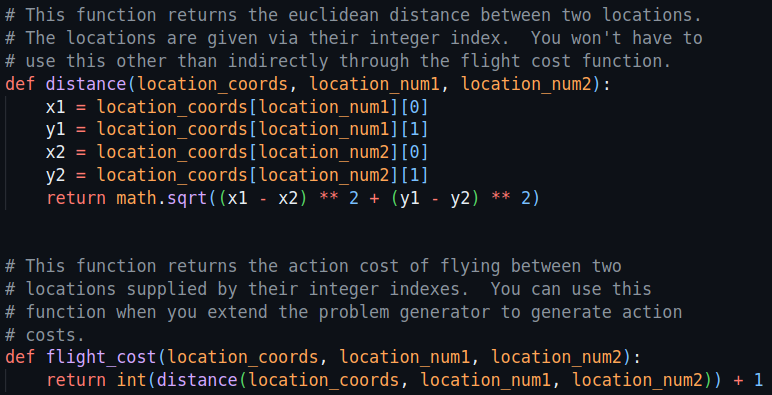 # This function returns the euclidean distance between two locations.
# The locations are given via their integer index.  You won't have to
# use this other than indirectly through the flight cost function.
def distance(location_coords, location_num1, location_num2):
    x1 = location_coords[location_num1][0]
    y1 = location_coords[location_num1][1]
    x2 = location_coords[location_num2][0]
    y2 = location_coords[location_num2][1]
    return math.sqrt((x1 - x2) ** 2 + (y1 - y2) ** 2)

# This function returns the action cost of flying between two
# locations supplied by their integer indexes.  You can use this
# function when you extend the problem generator to generate action
# costs.
def flight_cost(location_coords, location_num1, location_num2):
    return int(distance(location_coords, location_num1, location_num2)) + 1